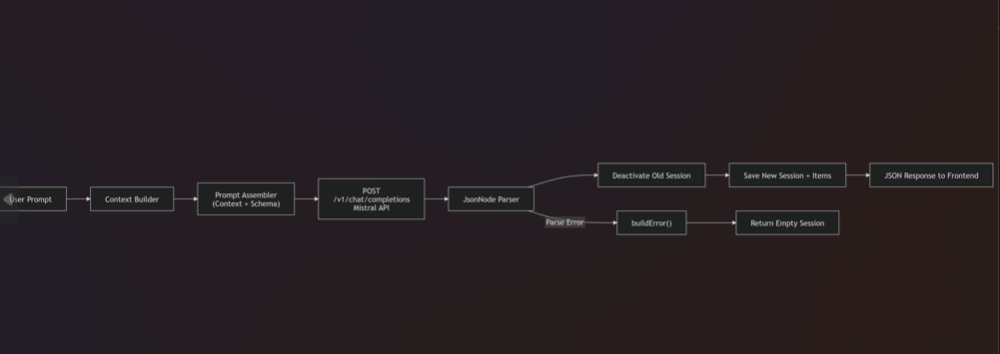 User Prompt
Context Builder
Prompt Assembler
(Context + Schema)
POST
/v1/chat/completions
Mistral API
JsonNode Parser
Deactivate Old Session
Save New Session + Items
JSON Response to Frontend
Parse Error
buildError()
Return Empty Session